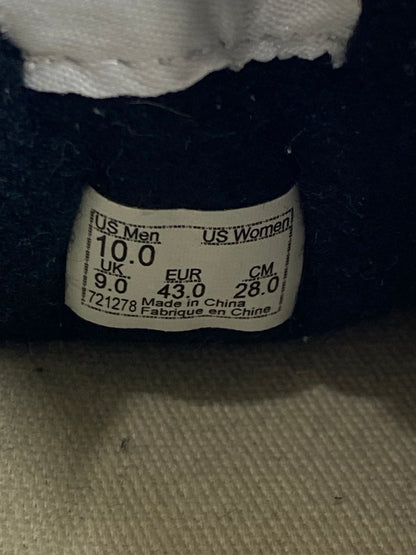 US Men US Women
10.0
UK EUR CM
9.0 43.0 28.0
721278 Made in China
Fabrique en Chine